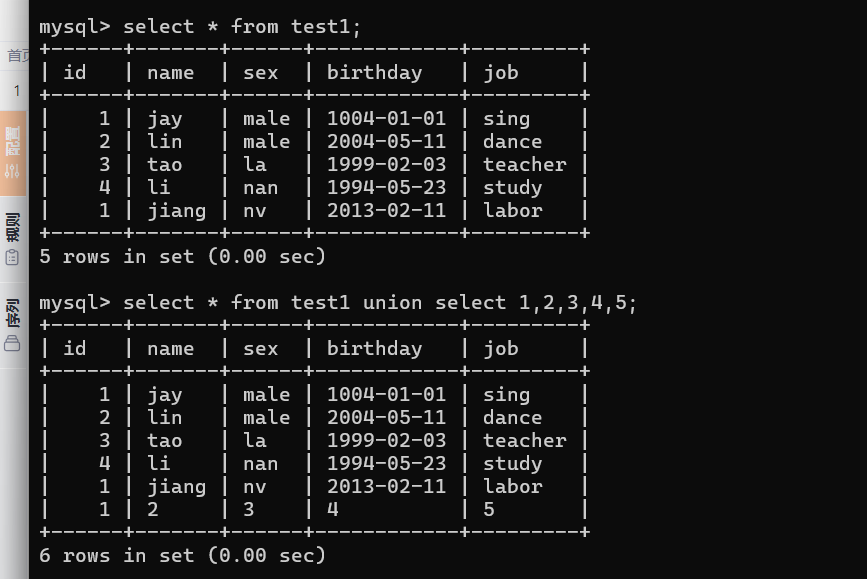 首页
1
配置
规则
序列
mysql> select * from test1;
+------+-------+------+------------+---------+
| id   | name  | sex  | birthday   | job     |
+------+-------+------+------------+---------+
|    1 | jay   | male | 1004-01-01 | sing    |
|    2 | lin   | male | 2004-05-11 | dance   |
|    3 | tao   | la   | 1999-02-03 | teacher |
|    4 | li    | nan  | 1994-05-23 | study   |
|    1 | jiang | nv   | 2013-02-11 | labor   |
+------+-------+------+------------+---------+
5 rows in set (0.00 sec)
mysql> select * from test1 union select 1,2,3,4,5;
+------+-------+------+------------+---------+
| id   | name  | sex  | birthday   | job     |
+------+-------+------+------------+---------+
|    1 | jay   | male | 1004-01-01 | sing    |
|    2 | lin   | male | 2004-05-11 | dance   |
|    3 | tao   | la   | 1999-02-03 | teacher |
|    4 | li    | nan  | 1994-05-23 | study   |
|    1 | jiang | nv   | 2013-02-11 | labor   |
|    1 | 2     | 3    | 4          | 5       |
+------+-------+------+------------+---------+
6 rows in set (0.00 sec)